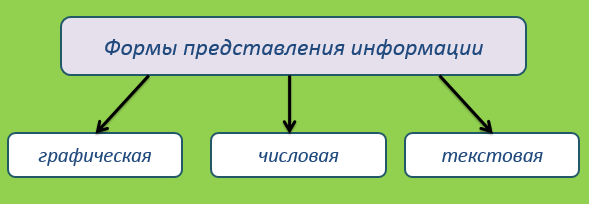 Формы представления информации
графическая
числовая
текстовая